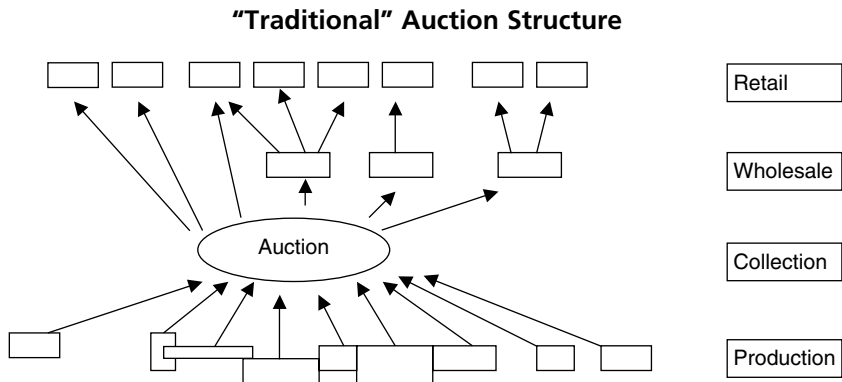 “Traditional” Auction Structure
Retail
Wholesale
Auction
Collection
Production